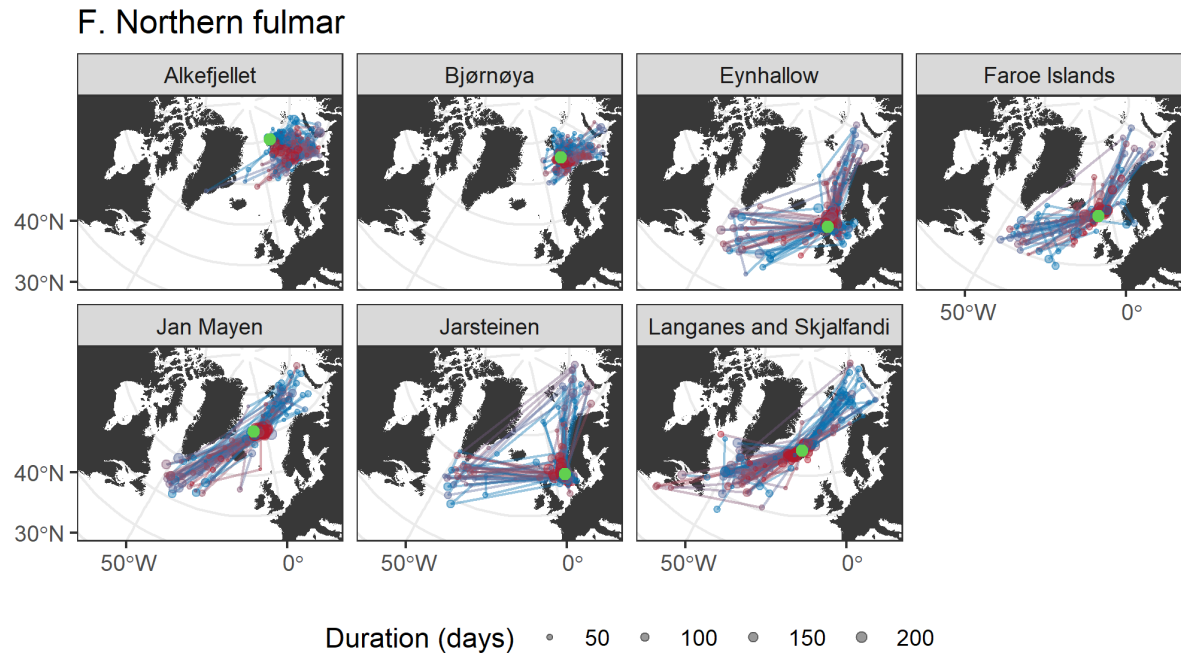 F. Northern fulmar
Alkefjellet
Bjørnøya
Eynhallow
Faroe Islands
40°N
30°N
50°W
0°
Jan Mayen
Jarsteinen
Langanes and Skjalfandi
40°N
30°N
50°W
0°
50°W
0°
50°W
0°
Duration (days)
50
100
150
200